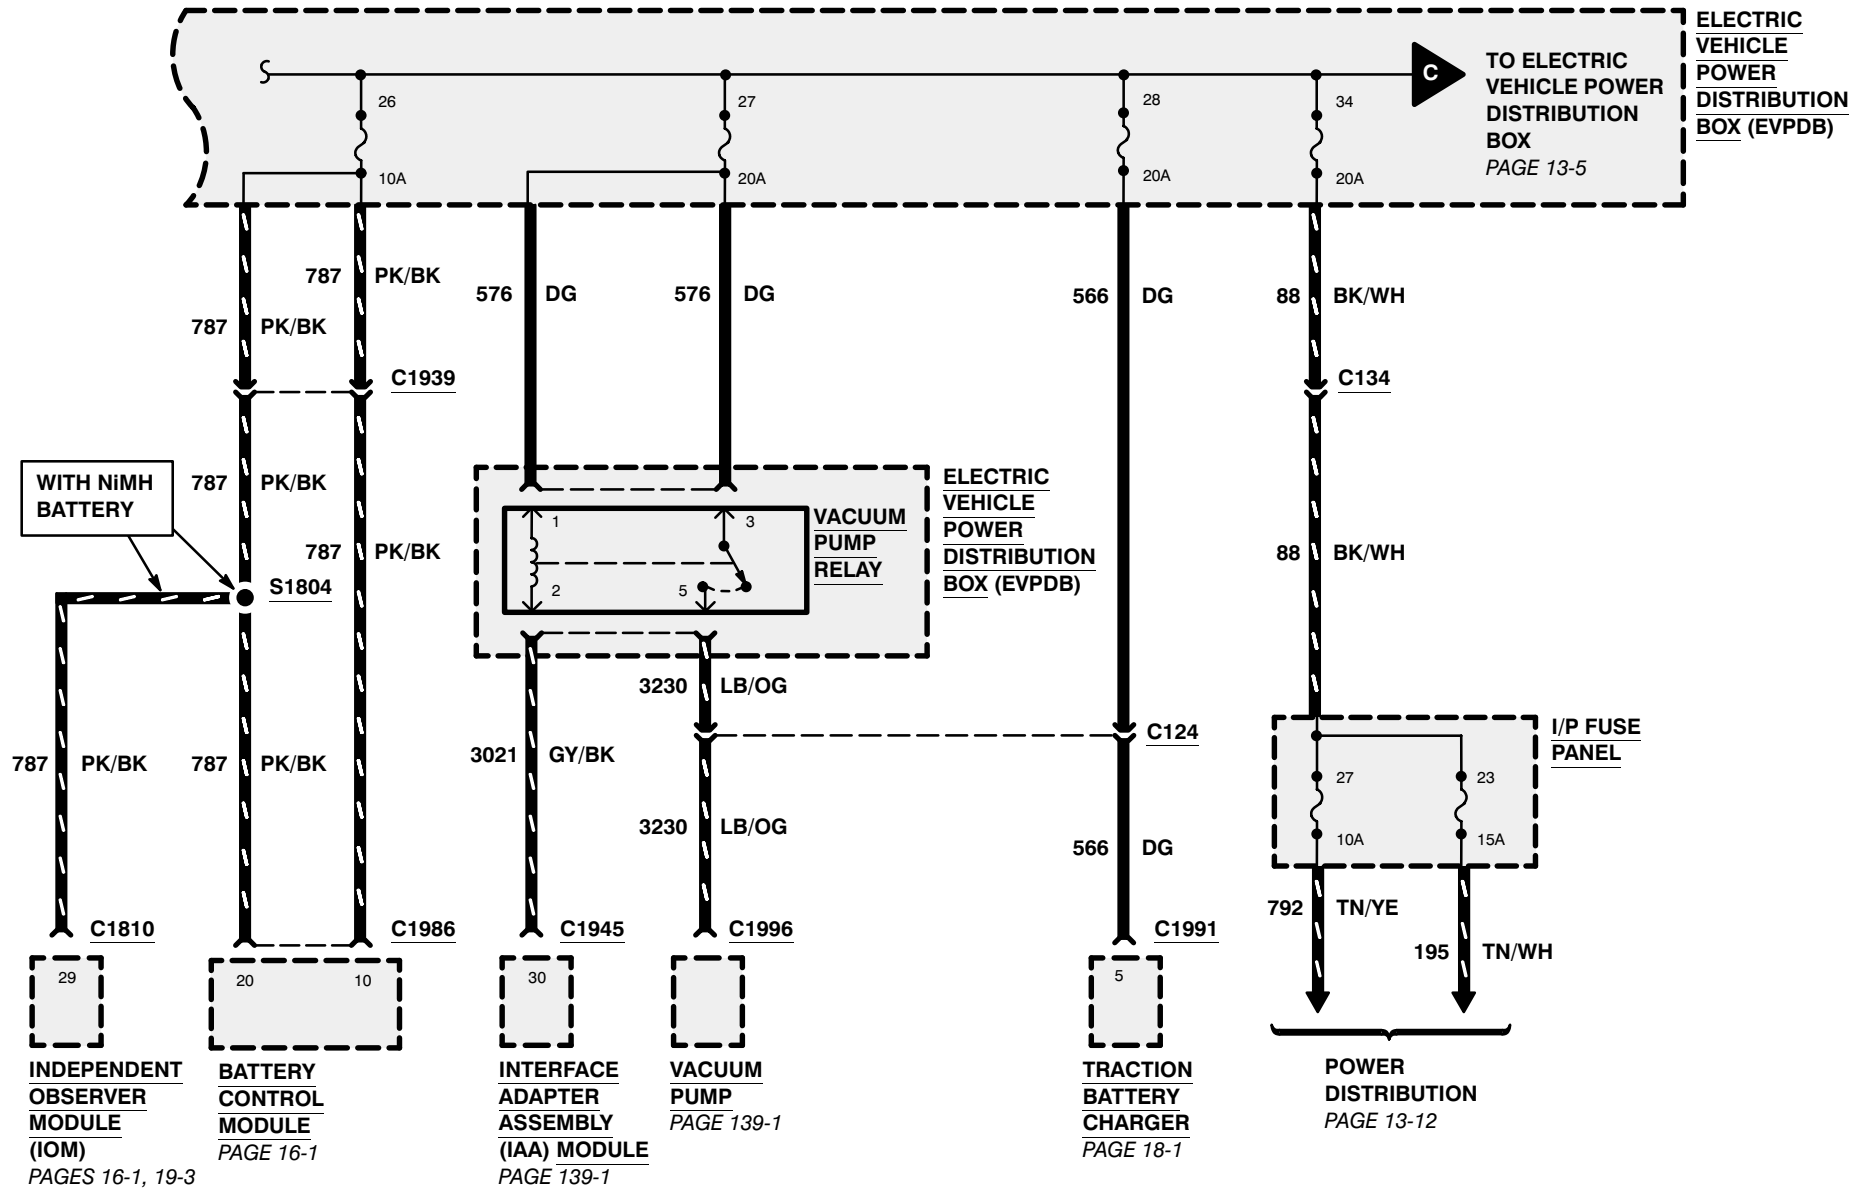 ELECTRIC
VEHICLE
POWER
DISTRIBUTION
BOX (EVPDB)
C
TO ELECTRIC
VEHICLE POWER
DISTRIBUTION
BOX
PAGE 13-5
26
10A
27
20A
28
20A
34
20A
787 PK/BK
787 PK/BK
576 DG
576 DG
566 DG
88 BK/WH
C1939
C134
WITH NiMH
BATTERY
787 PK/BK
787 PK/BK
S1804
ELECTRIC
VEHICLE
POWER
DISTRIBUTION
BOX (EVPDB)
VACUUM
PUMP
RELAY
1
3
2
5
88 BK/WH
3230 LB/OG
C124
3021 GY/BK
787 PK/BK
787 PK/BK
3230 LB/OG
566 DG
I/P FUSE
PANEL
27
10A
23
15A
792 TN/YE
195 TN/WH
C1810
C1986
C1945
C1996
C1991
29
20
10
30
5
INDEPENDENT
OBSERVER
MODULE
(IOM)
PAGES 16-1, 19-3
BATTERY
CONTROL
MODULE
PAGE 16-1
INTERFACE
ADAPTER
ASSEMBLY
(IAA) MODULE
PAGE 139-1
VACUUM
PUMP
PAGE 139-1
TRACTION
BATTERY
CHARGER
PAGE 18-1
POWER
DISTRIBUTION
PAGE 13-12